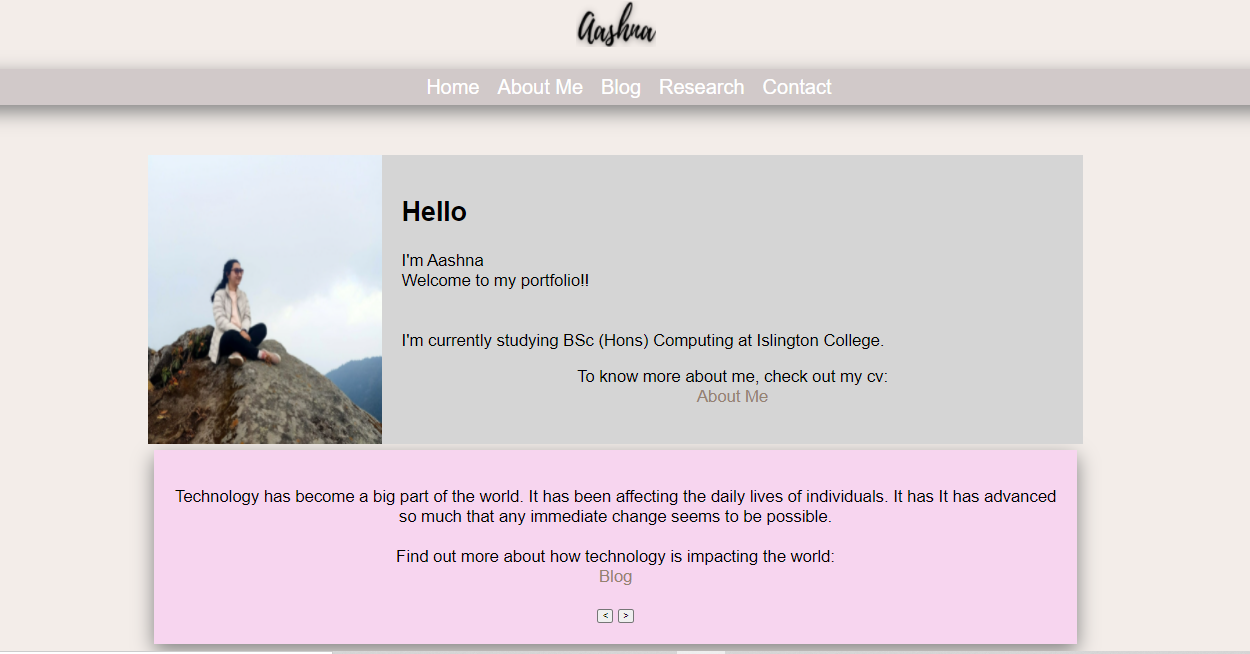 Aashna
Home About Me Blog Research Contact
Hello
I'm Aashna
Welcome to my portfolio!!
I'm currently studying BSc (Hons) Computing at Islington College.
To know more about me, check out my cv:
About Me
Technology has become a big part of the world. It has been affecting the daily lives of individuals. It has It has advanced
so much that any immediate change seems to be possible.
Find out more about how technology is impacting the world:
Blog
< >